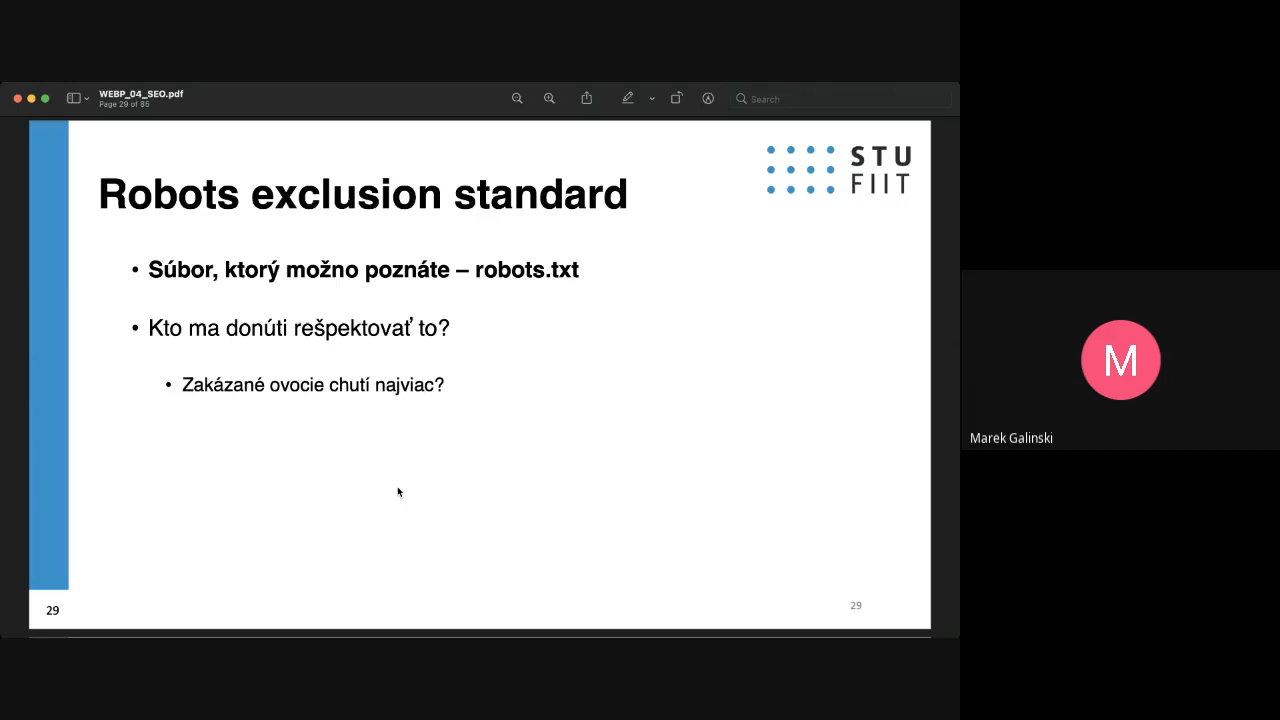 WEBP_04_SEO.pdf
Page 29 of 85
Search
STU
FIIT
Robots exclusion standard
• Súbor, ktorý možno poznáte – robots.txt
• Kto ma donúti rešpektovať to?
• Zakázané ovocie chutí najviac?
29
29
M
Marek Galinski